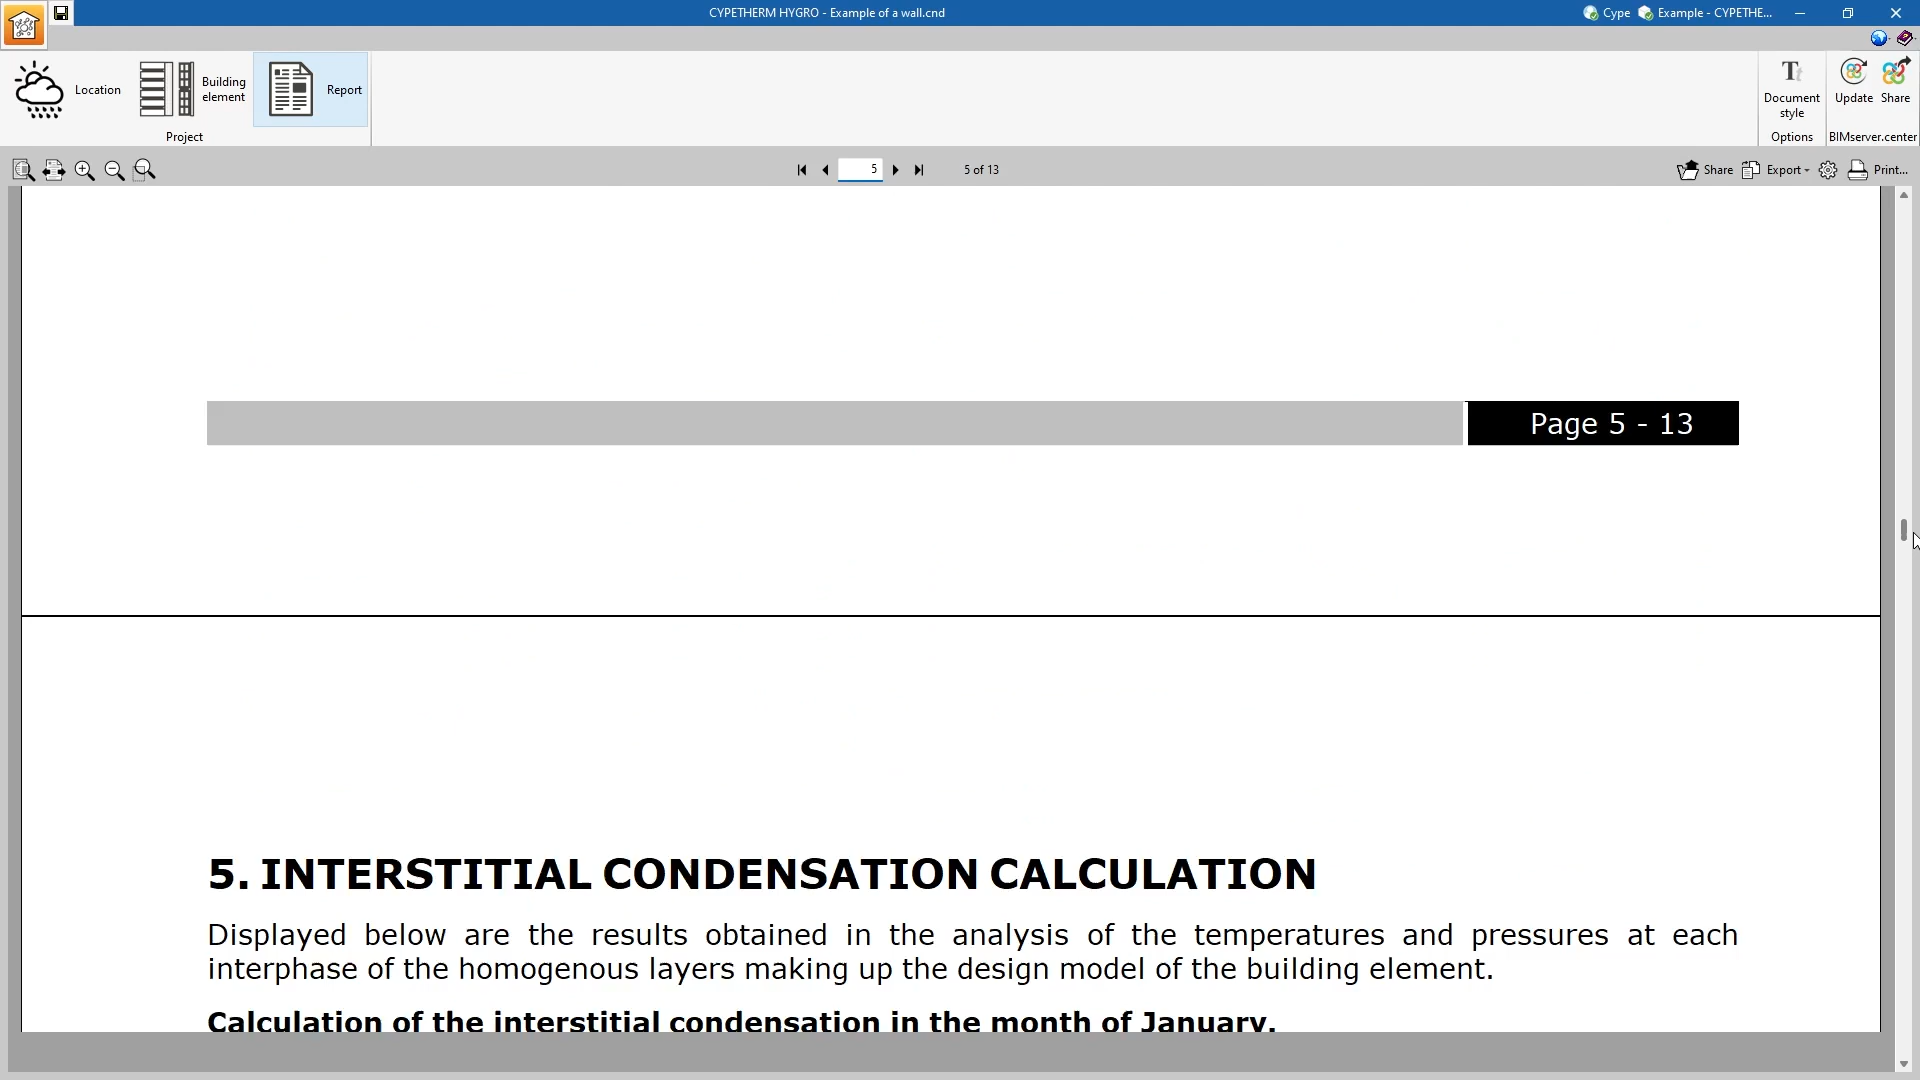 CYPETHERM HYGRO - Example of a wall.cnd
Cype
Example - CYPETHE...
Location
Building
element
Report
Project
Tt
Document
style
Options
Update
Share
BIMserver.center
5
5 of 13
Share
Export
Print...
Page 5 - 13
5. INTERSTITIAL CONDENSATION CALCULATION
Displayed below are the results obtained in the analysis of the temperatures and pressures at each
interphase of the homogenous layers making up the design model of the building element.
Calculation of the interstitial condensation in the month of January.